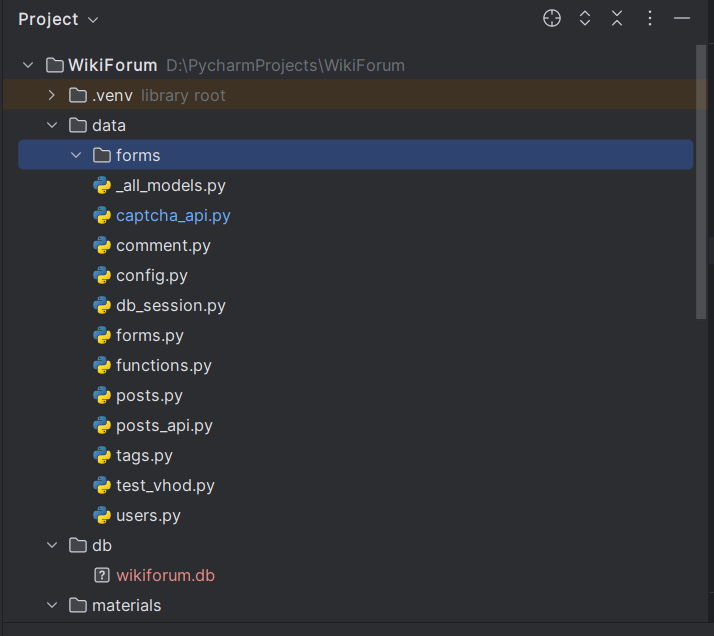 Project
WikiForum D:\PycharmProjects\WikiForum
.venv library root
data
forms
_all_models.py
captcha_api.py
comment.py
config.py
db_session.py
forms.py
functions.py
posts.py
posts_api.py
tags.py
test_vhod.py
users.py
db
wikiforum.db
materials